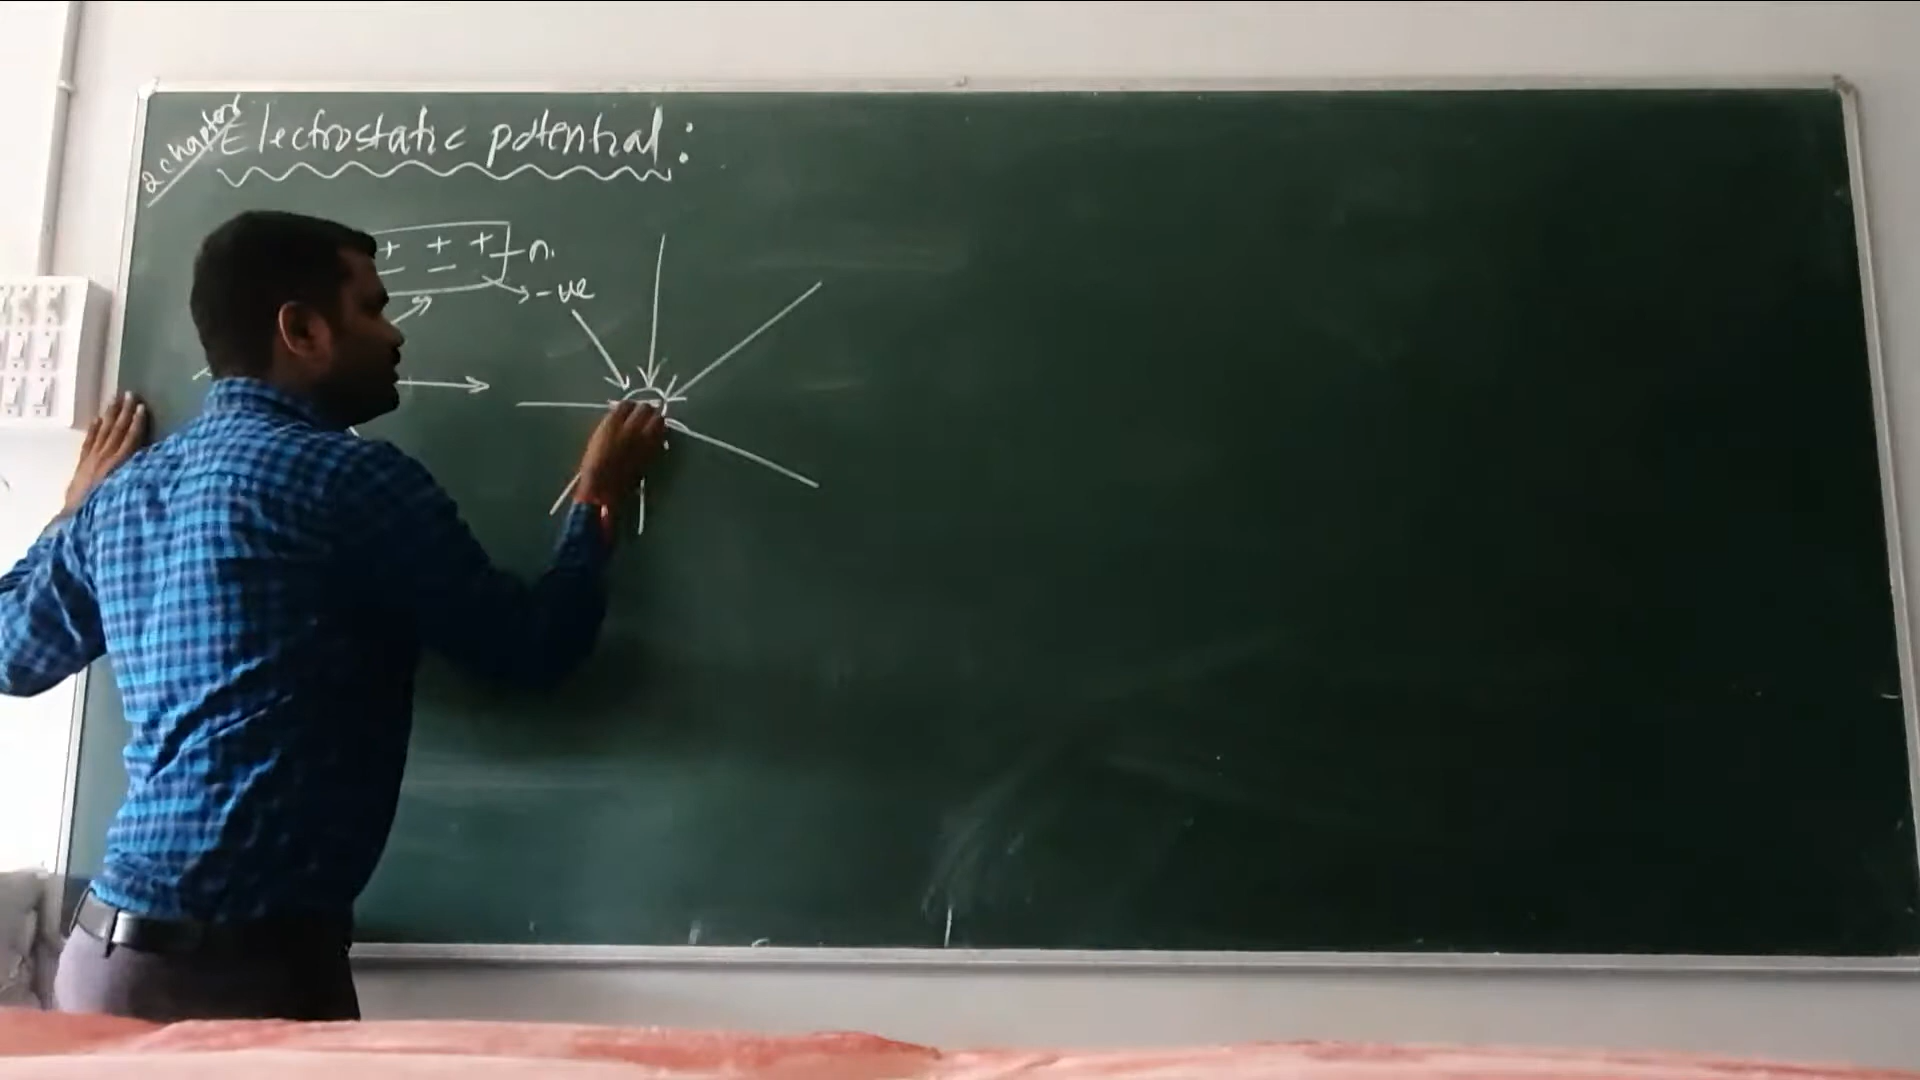 2 chapter
Electrostatic potential:
+ + + n.
- -
-ve